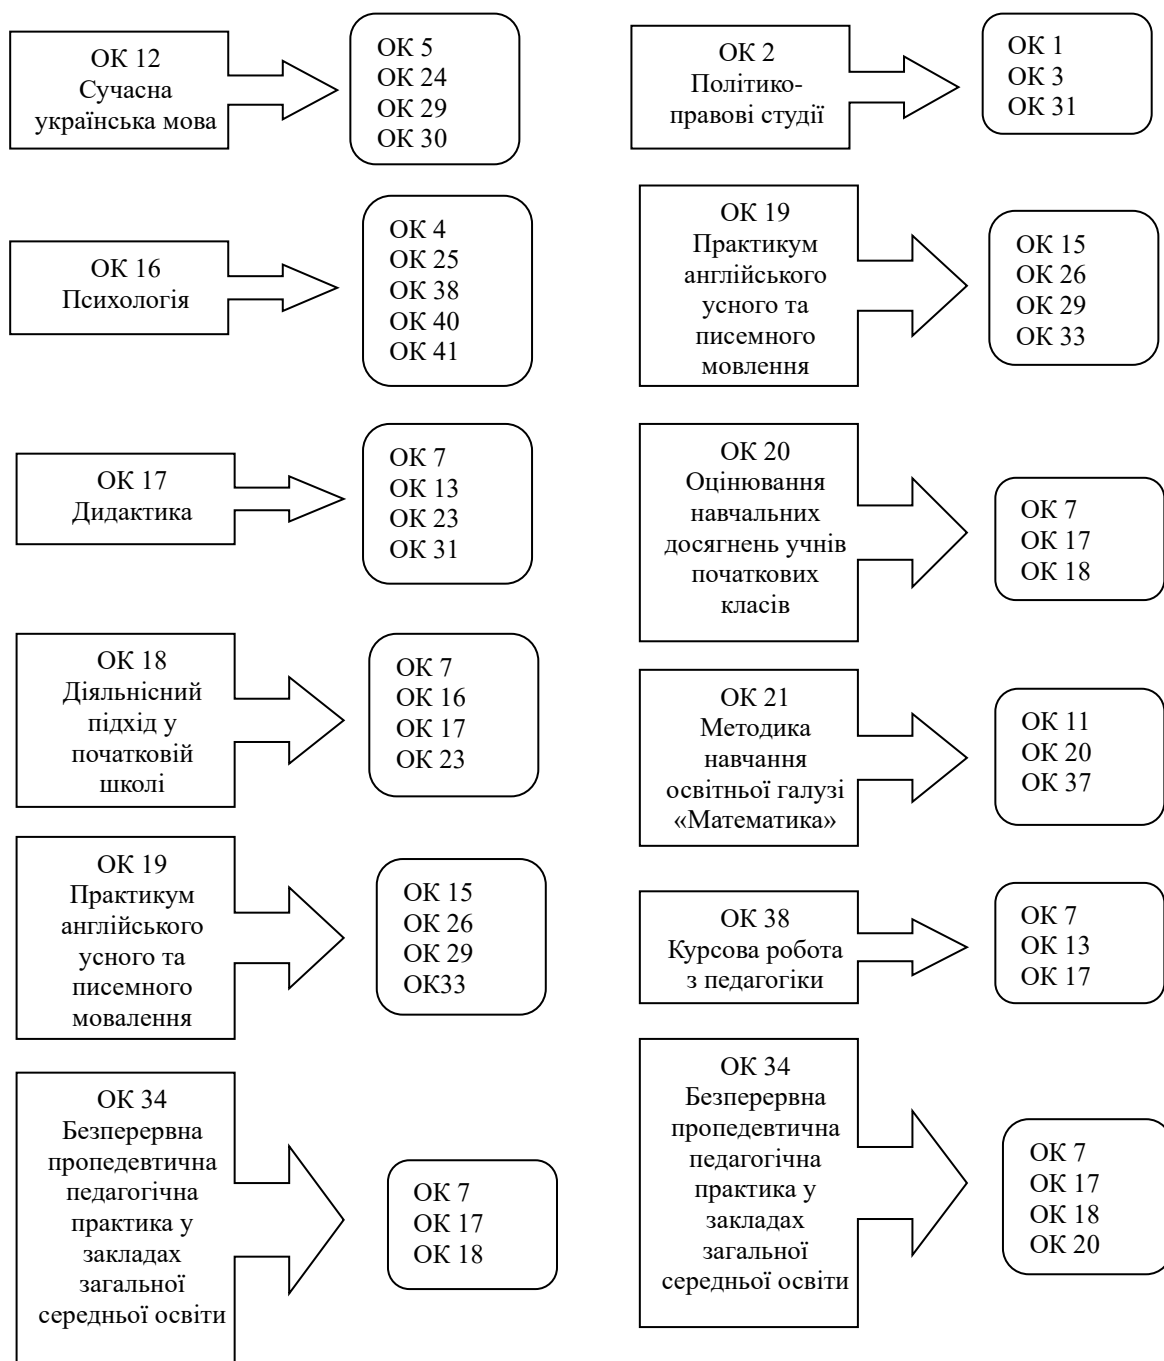 ОК 12
Сучасна
українська мова
ОК 5
ОК 24
ОК 29
ОК 30
ОК 2
Політико-
правові студії
ОК 1
ОК 3
ОК 31
ОК 16
Психологія
ОК 4
ОК 25
ОК 38
ОК 40
ОК 41
ОК 19
Практикум
англійського
усного та
писемного
мовлення
ОК 15
ОК 26
ОК 29
ОК 33
ОК 17
Дидактика
ОК 7
ОК 13
ОК 23
ОК 31
ОК 20
Оцінювання
навчальних
досягнень учнів
початкових
класів
ОК 7
ОК 17
ОК 18
ОК 18
Діяльнісний
підхід у
початковій
школі
ОК 7
ОК 16
ОК 17
ОК 23
ОК 21
Методика
навчання
освітньої галузі
«Математика»
ОК 11
ОК 20
ОК 37
ОК 19
Практикум
англійського
усного та
писемного
мовалення
ОК 15
ОК 26
ОК 29
ОК33
ОК 38
Курсова робота
з педагогіки
ОК 7
ОК 13
ОК 17
ОК 34
Безперервна
пропедевтична
педагогічна
практика у
закладах
загальної
середньої освіти
ОК 7
ОК 17
ОК 18
ОК 34
Безперервна
пропедевтична
педагогічна
практика у
закладах
загальної
середньої освіти
ОК 7
ОК 17
ОК 18
ОК 20